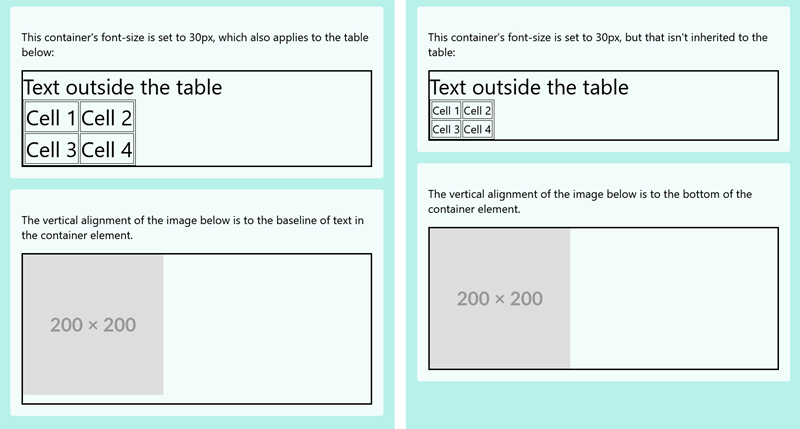 This container's font-size is set to 30px, which also applies to the table
below:
Text outside the table
Cell 1 Cell 2
Cell 3 Cell 4
The vertical alignment of the image below is to the baseline of text in
the container element.
200 × 200
This container's font-size is set to 30px, but that isn't inherited to the
table:
Text outside the table
Cell 1 Cell 2
Cell 3 Cell 4
The vertical alignment of the image below is to the bottom of the
container element.
200 × 200